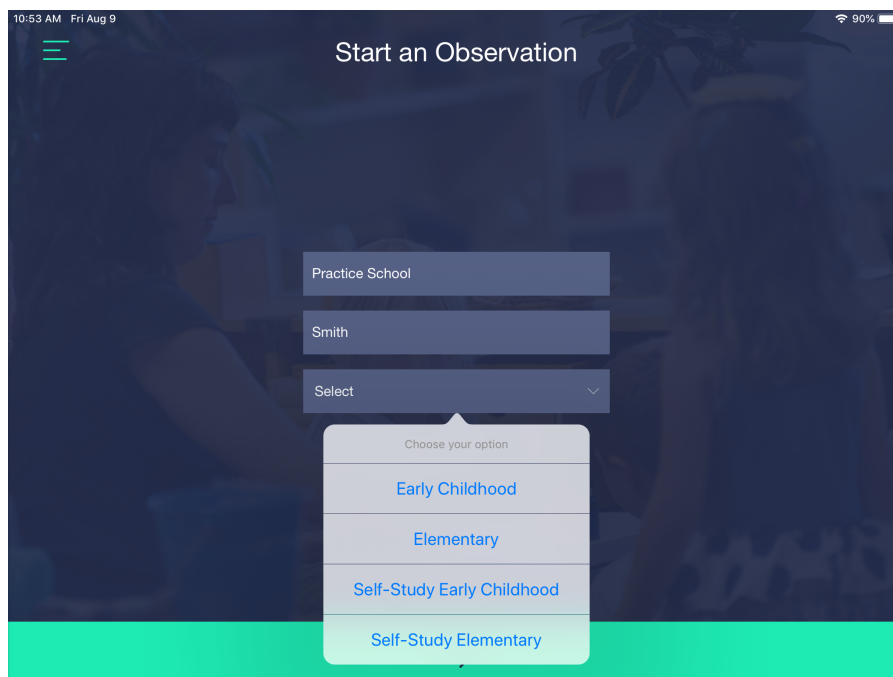 10:53 AM Fri Aug 9 90%
Start an Observation
Practice School
Smith
Select
Choose your option
Early Childhood
Elementary
Self-Study Early Childhood
Self-Study Elementary